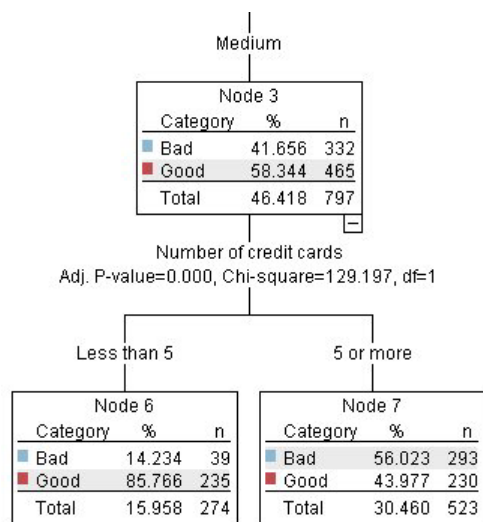 Medium
Node 3
Category % n
Bad 41.656 332
Good 58.344 465
Total 46.418 797
Number of credit cards
Adj. P-value=0.000, Chi-square=129.197, df=1
Less than 5
5 or more
Node 6
Category % n
Bad 14.234 39
Good 85.766 235
Total 15.958 274
Node 7
Category % n
Bad 56.023 293
Good 43.977 230
Total 30.460 523